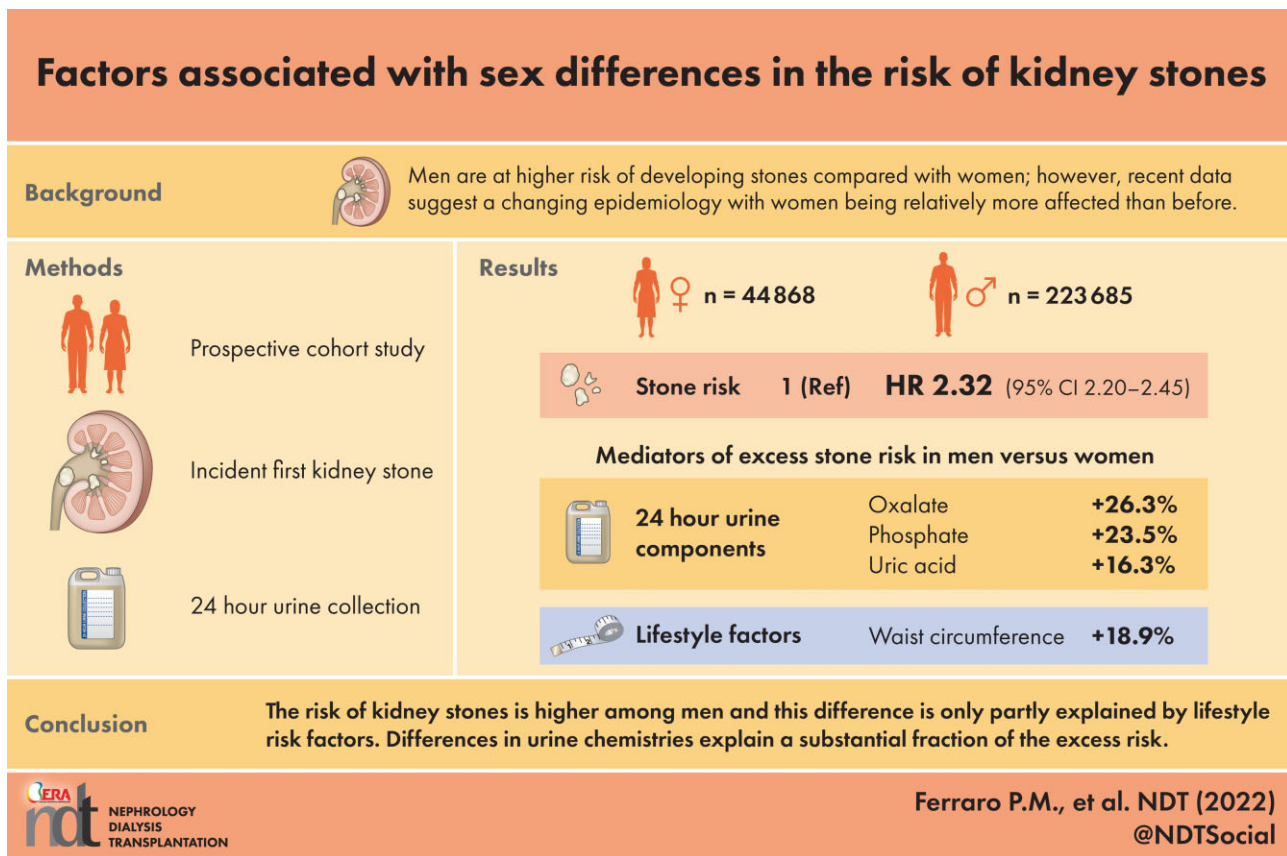 Factors associated with sex differences in the risk of kidney stones
Background
Men are at higher risk of developing stones compared with women; however, recent data
suggest a changing epidemiology with women being relatively more affected than before.
Methods
Prospective cohort study
Incident first kidney stone
24 hour urine collection
Results
♀ n = 44 868
♂ n = 223 685
Stone risk 1 (Ref) HR 2.32 (95% CI 2.20–2.45)
Mediators of excess stone risk in men versus women
24 hour urine
components
Oxalate +26.3%
Phosphate +23.5%
Uric acid +16.3%
Lifestyle factors Waist circumference +18.9%
Conclusion
The risk of kidney stones is higher among men and this difference is only partly explained by lifestyle
risk factors. Differences in urine chemistries explain a substantial fraction of the excess risk.
ERA
ndt
NEPHROLOGY
DIALYSIS
TRANSPLANTATION
Ferraro P.M., et al. NDT (2022)
@NDTSocial